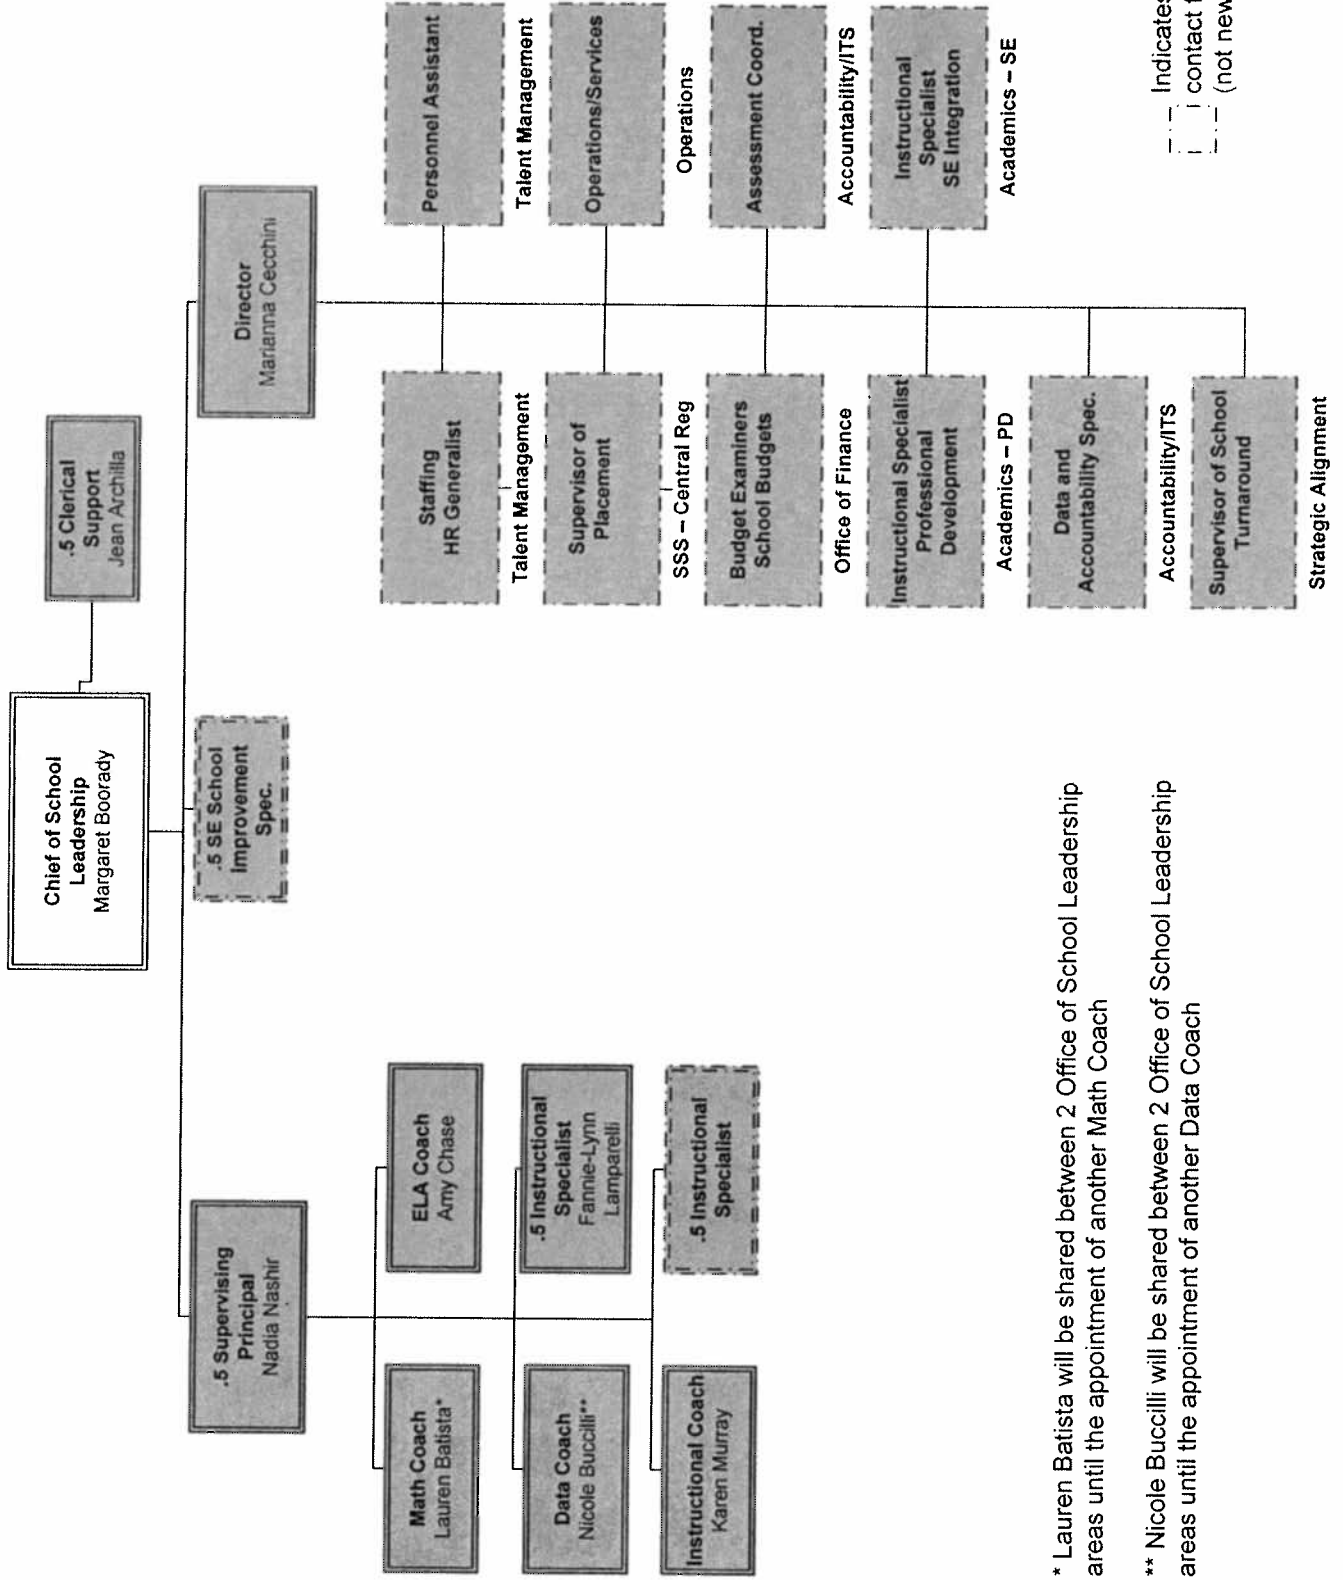 Chief of School
Leadership
Margaret Boorady
.5 Clerical
Support
Jean Archilla
.5 Supervising
Principal
Nadia Nashir
.5 SE School
Improvement
Spec.
Director
Marianna Cecchini
Math Coach
Lauren Batista*
ELA Coach
Amy Chase
Data Coach
Nicole Buccilli**
.5 Instructional
Specialist
Fannie-Lynn
Lamparelli
Instructional Coach
Karen Murray
.5 Instructional
Specialist
Staffing
HR Generalist
Talent Management
Personnel Assistant
Talent Management
Supervisor of
Placement
SSS – Central Reg
Operations/Services
Operations
Budget Examiners
School Budgets
Office of Finance
Assessment Coord.
Accountability/ITS
Instructional Specialist
Professional
Development
Academics – PD
Instructional
Specialist
SE Integration
Academics – SE
Data and
Accountability Spec.
Accountability/ITS
Supervisor of School
Turnaround
Strategic Alignment
* Lauren Batista will be shared between 2 Office of School Leadership
areas until the appointment of another Math Coach
** Nicole Buccilli will be shared between 2 Office of School Leadership
areas until the appointment of another Data Coach
Indicates
contact
(not new